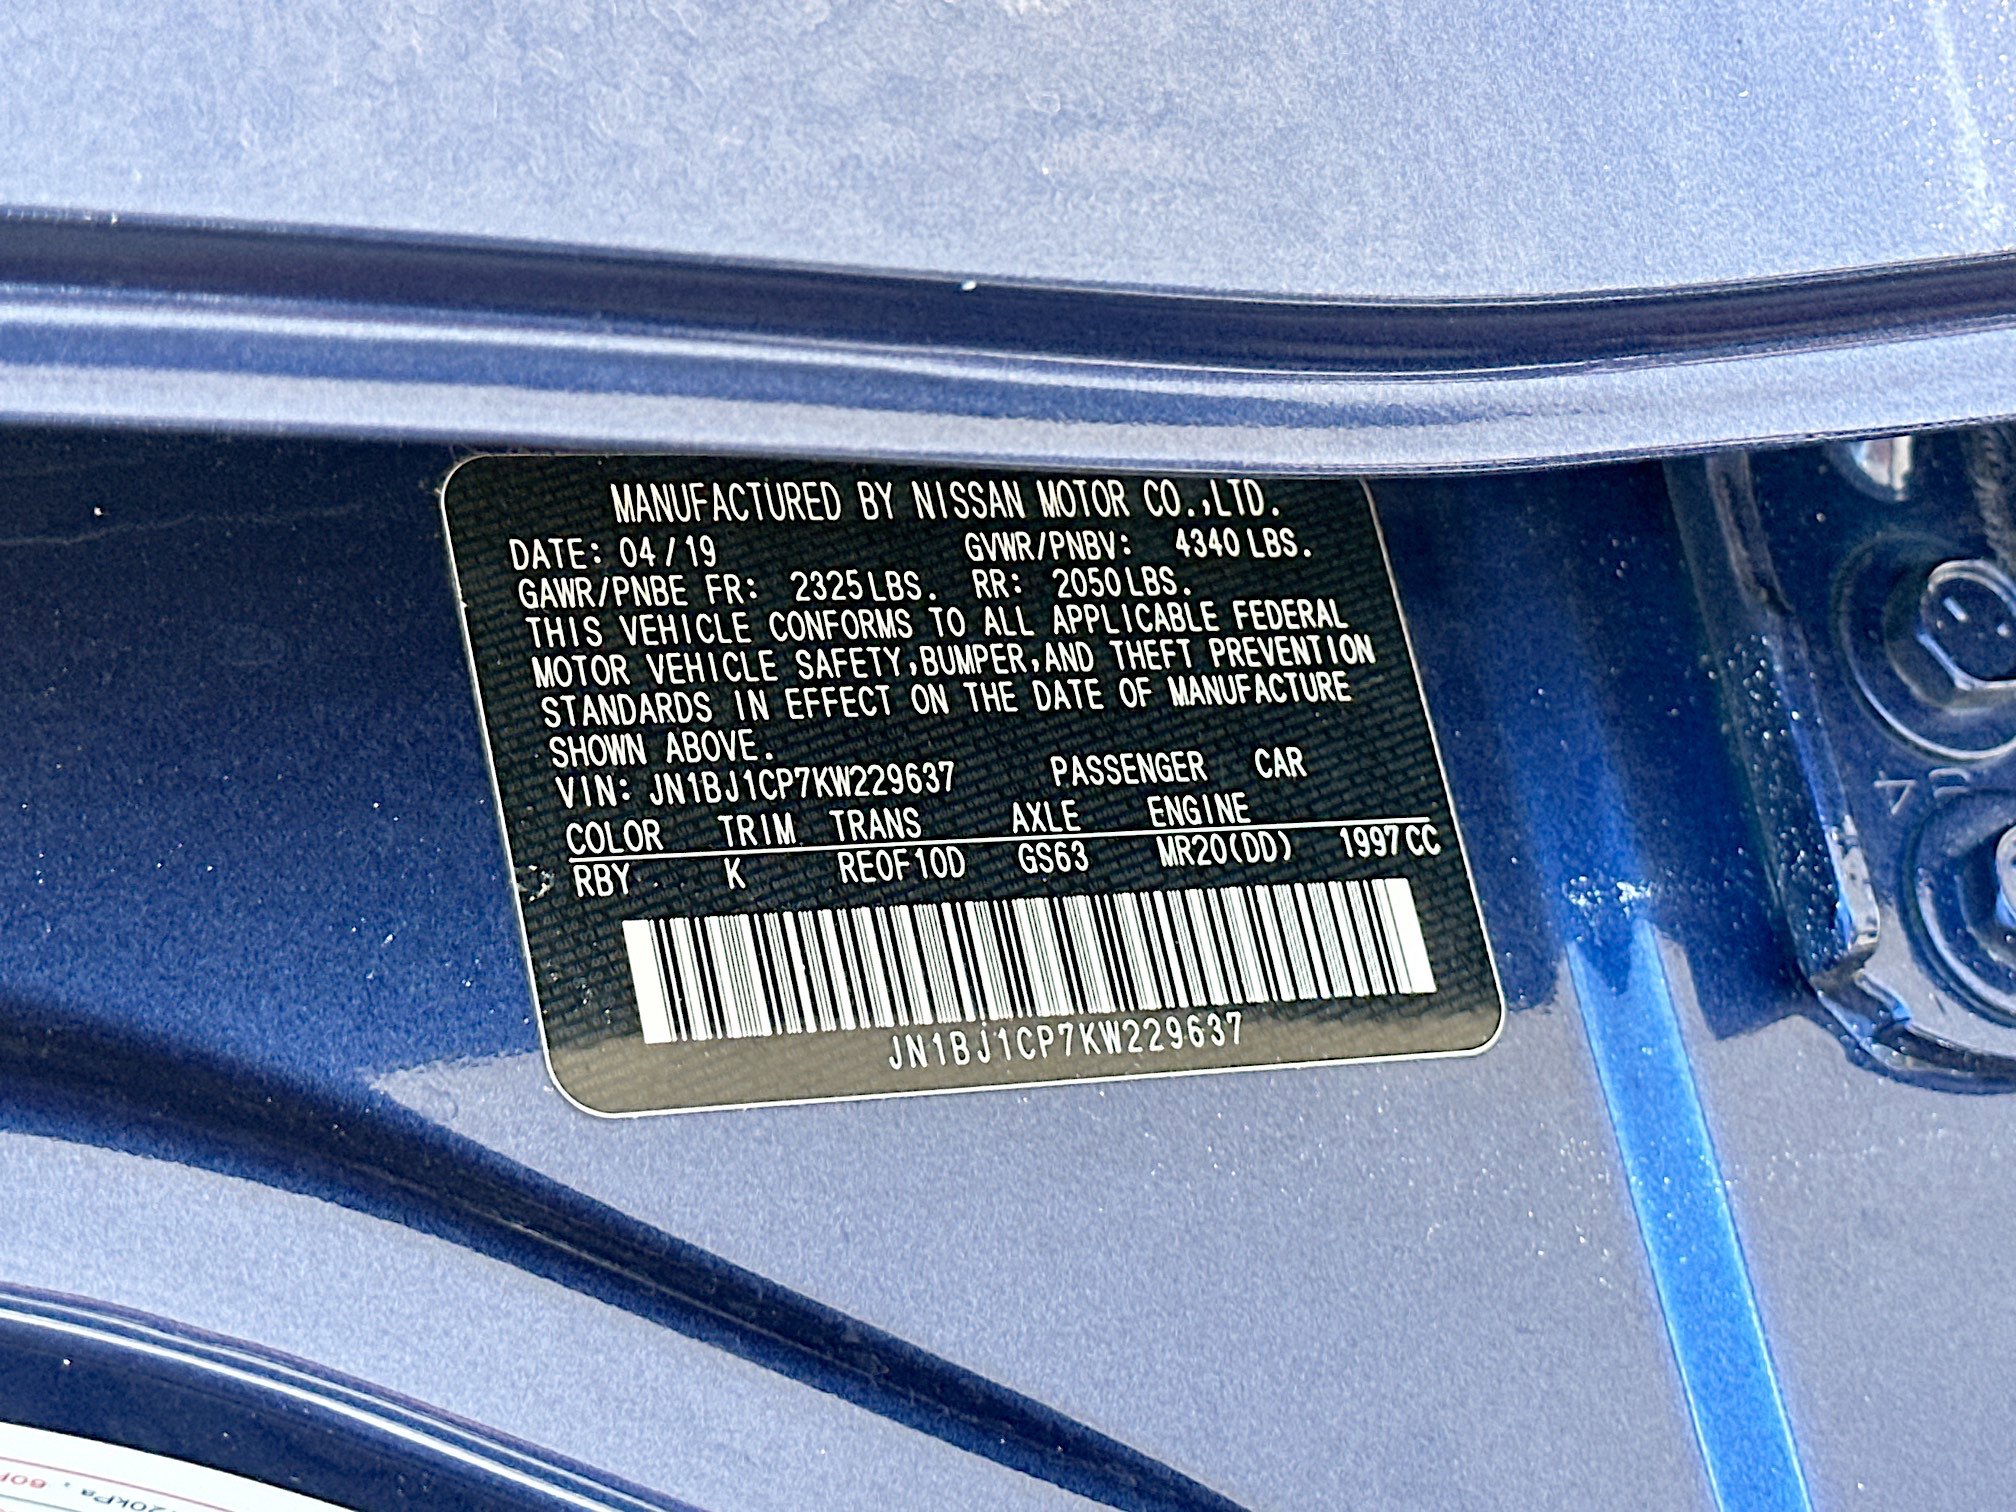 MANUFACTURED BY NISSAN MOTOR CO.,LTD.
DATE: 04/19 GVWR/PNBV: 4340 LBS.
GAWR/PNBE FR: 2325 LBS. RR: 2050 LBS.
THIS VEHICLE CONFORMS TO ALL APPLICABLE FEDERAL
MOTOR VEHICLE SAFETY,BUMPER,AND THEFT PREVENTION
STANDARDS IN EFFECT ON THE DATE OF MANUFACTURE
SHOWN ABOVE.
VIN: JN1BJ1CP7KW229637 PASSENGER CAR
COLOR TRIM TRANS AXLE ENGINE
RBY K RE0F10D GS63 MR20(DD) 1997 CC
JN1BJ1CP7KW229637